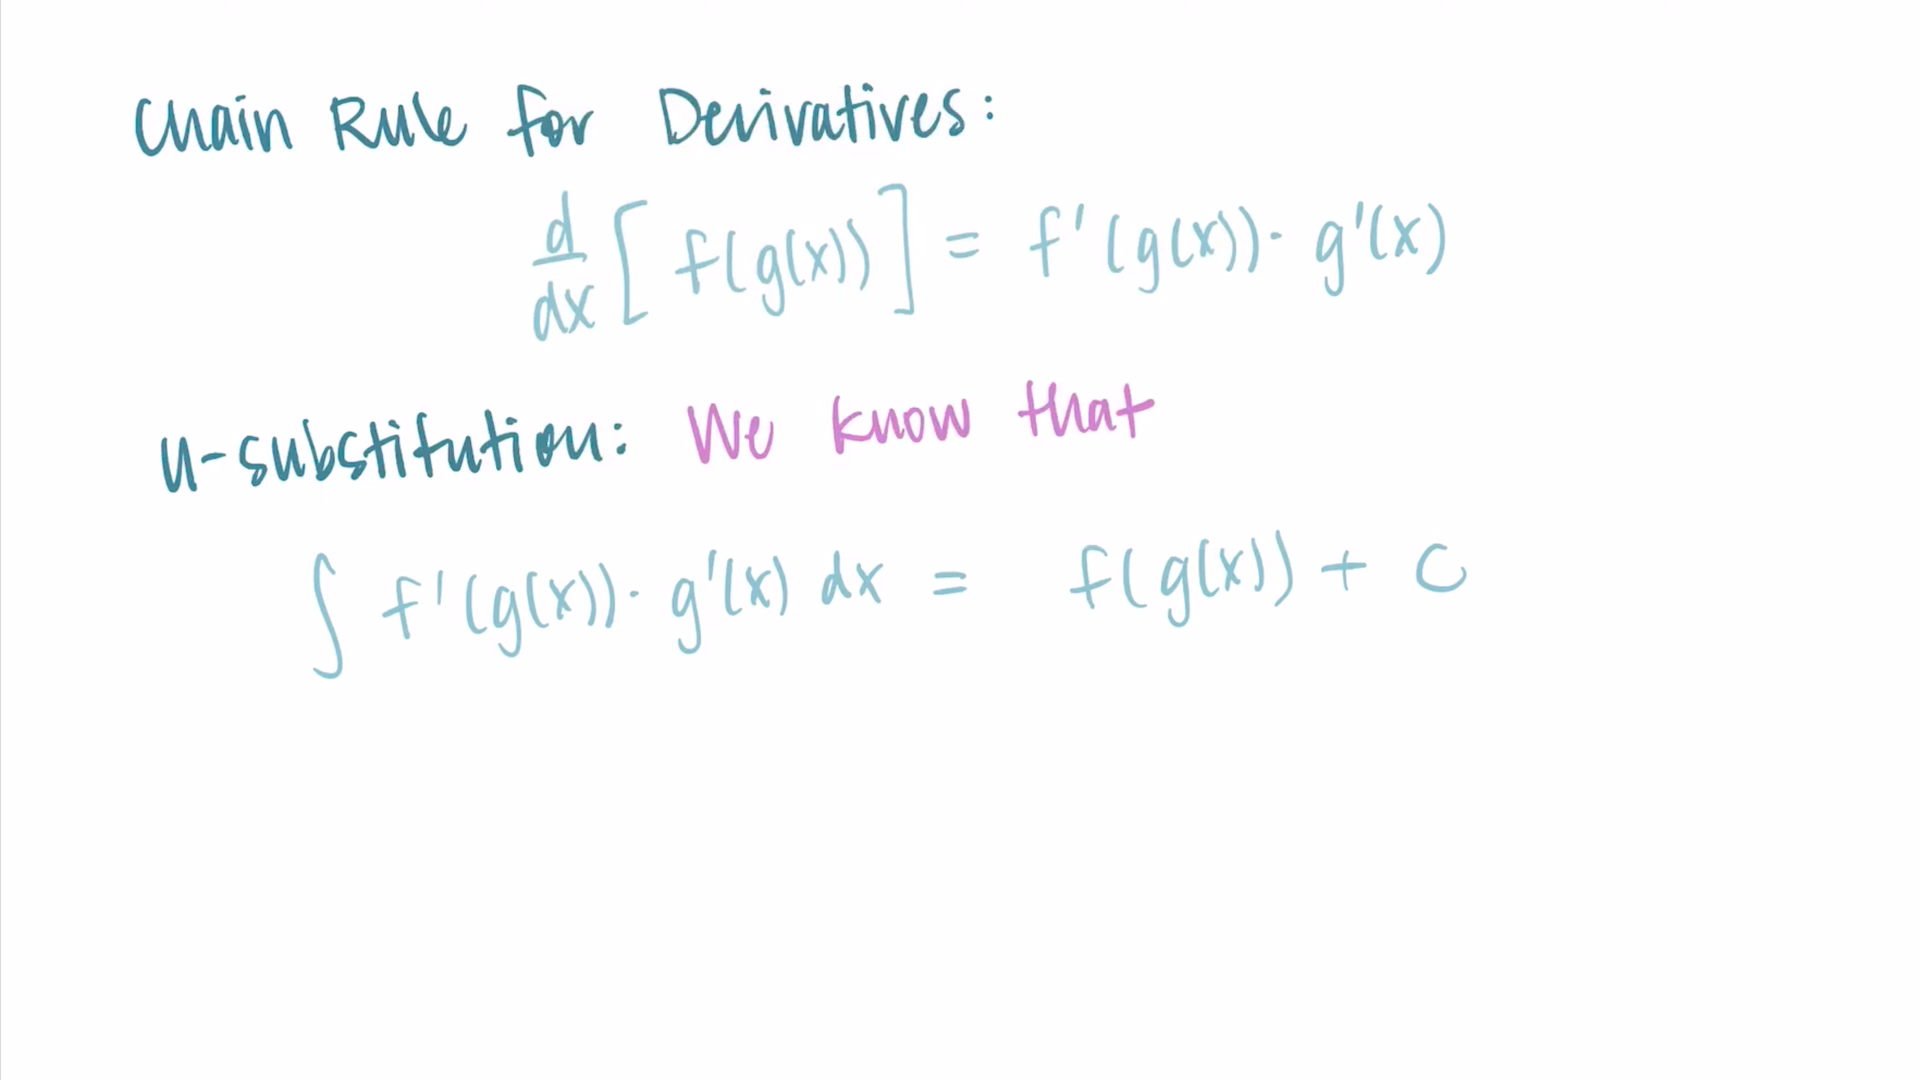 Chain Rule for Derivatives:
d/dx [ f(g(x)) ] = f'(g(x)) · g'(x)
u-substitution: We know that
∫ f'(g(x)) · g'(x) dx = f(g(x)) + C